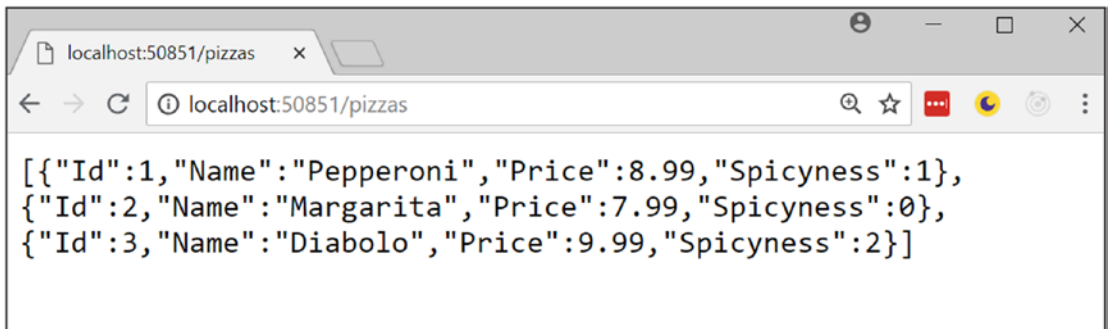 localhost:50851/pizzas
localhost:50851/pizzas
[{"Id":1,"Name":"Pepperoni","Price":8.99,"Spicyness":1},
{"Id":2,"Name":"Margarita","Price":7.99,"Spicyness":0},
{"Id":3,"Name":"Diabolo","Price":9.99,"Spicyness":2}]